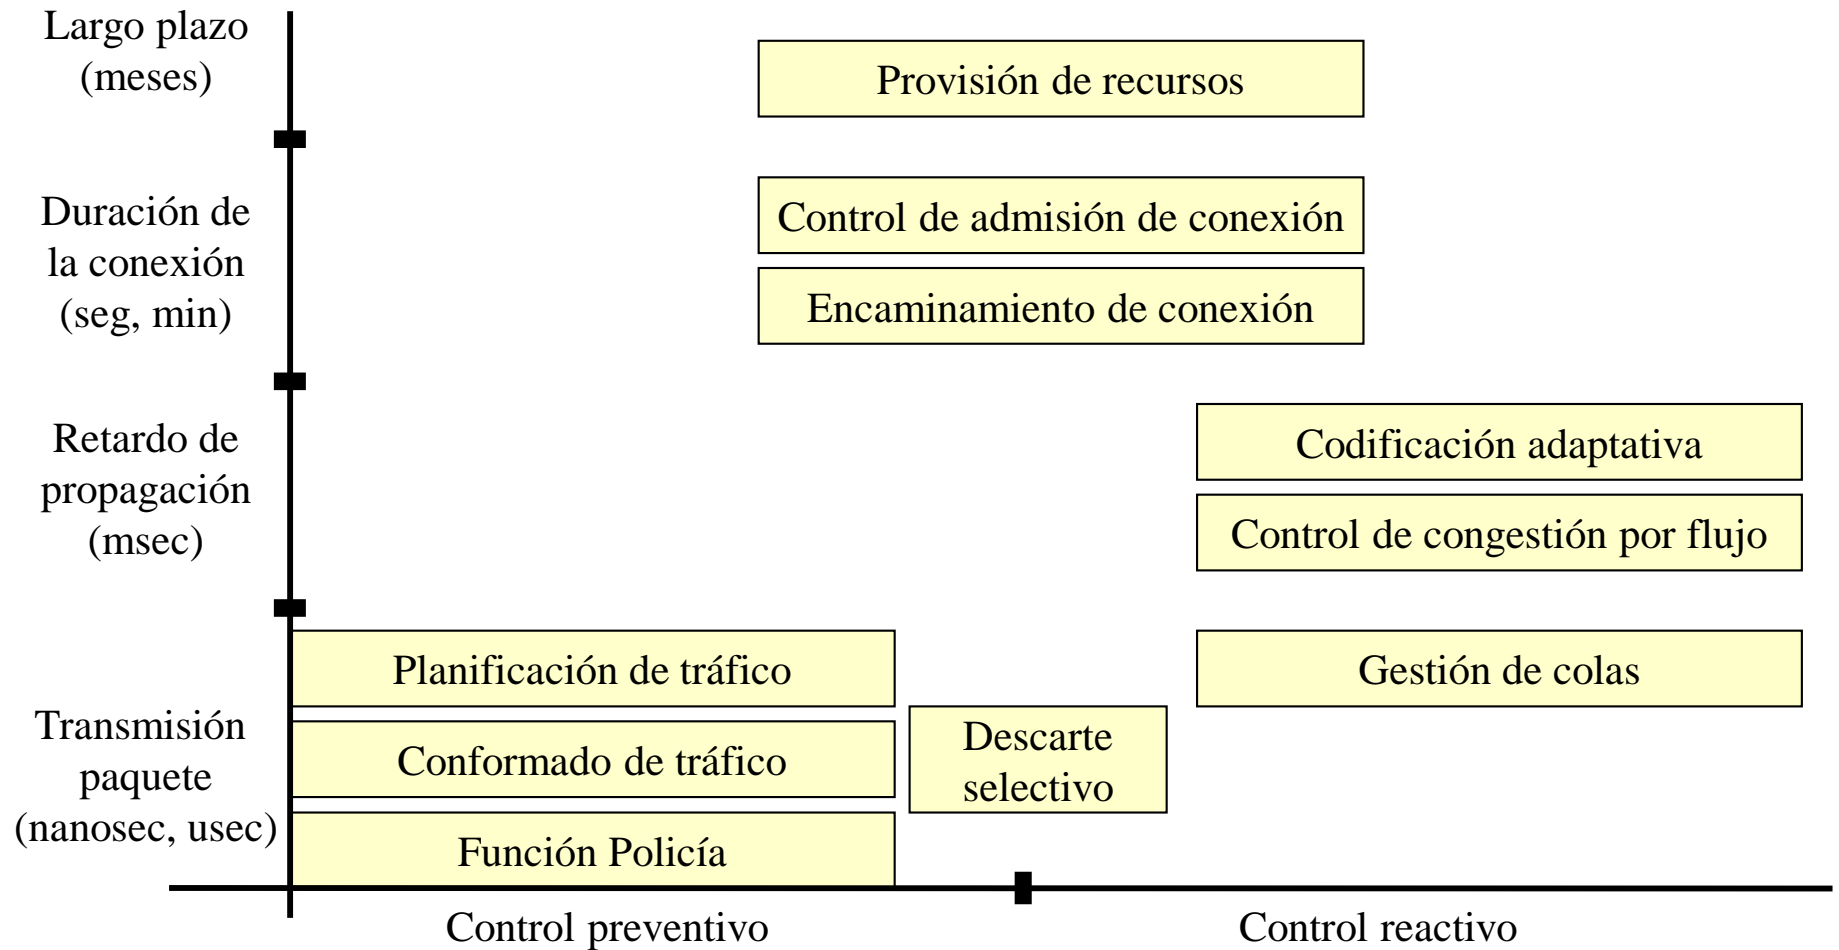 Largo plazo
(meses)
Provisión de recursos
Duración de
la conexión
(seg, min)
Control de admisión de conexión
Encaminamiento de conexión
Retardo de
propagación
(msec)
Codificación adaptativa
Control de congestión por flujo
Transmisión
paquete
(nanosec, usec)
Planificación de tráfico
Conformado de tráfico
Función Policía
Descarte
selectivo
Gestión de colas
Control preventivo
Control reactivo